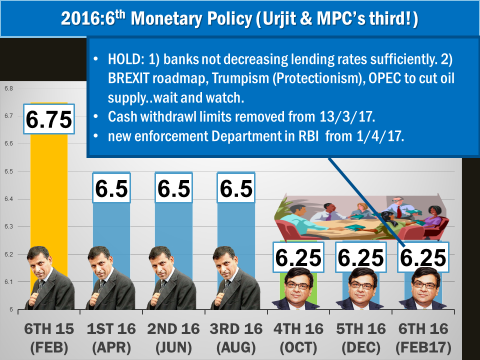 2016:6th Monetary Policy (Urjit & MPC's third!)
• HOLD: 1) banks not decreasing lending rates sufficiently. 2)
BREXIT roadmap, Trumpism (Protectionism), OPEC to cut oil
supply..wait and watch.
• Cash withdrawl limits removed from 13/3/17.
• new enforcement Department in RBI from 1/4/17.
6.8
6.75
6.5
6.5
6.5
6.5
6.4
6.3
6.2
6.25
6.25
6.25
6.1
6
6TH 15
(FEB)
1ST 16
(APR)
2ND 16
(JUN)
3RD 16
(AUG)
4TH 16
(OCT)
5TH 16
(DEC)
6TH 16
(FEB17)